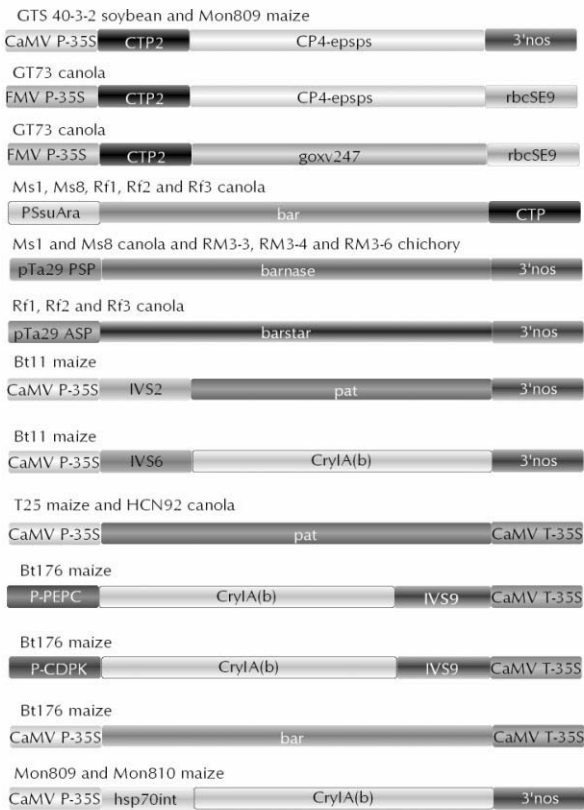 GTS 40-3-2 soybean and Mon809 maize
CaMV P-35S CTP2 CP4-epsps 3'nos
GT73 canola
FMV P-35S CTP2 CP4-epsps rbcSE9
GT73 canola
FMV P-35S CTP2 goxv247 rbcSE9
Ms1, Ms8, Rf1, Rf2 and Rf3 canola
PSsuAra bar CTP
Ms1 and Ms8 canola and RM3-3, RM3-4 and RM3-6 chichory
pTa29 PSP barnase 3'nos
Rf1, Rf2 and Rf3 canola
pTa29 ASP barstar 3'nos
Bt11 maize
CaMV P-35S IVS2 pat 3'nos
Bt11 maize
CaMV P-35S IVS6 CryIA(b) 3'nos
T25 maize and HCN92 canola
CaMV P-35S pat CaMV T-35S
Bt176 maize
P-PEPC CryIA(b) IVS9 CaMV T-35S
Bt176 maize
P-CDPK CryIA(b) IVS9 CaMV T-35S
Bt176 maize
CaMV P-35S bar CaMV T-35S
Mon809 and Mon810 maize
CaMV P-35S hsp70int CryIA(b) 3'nos